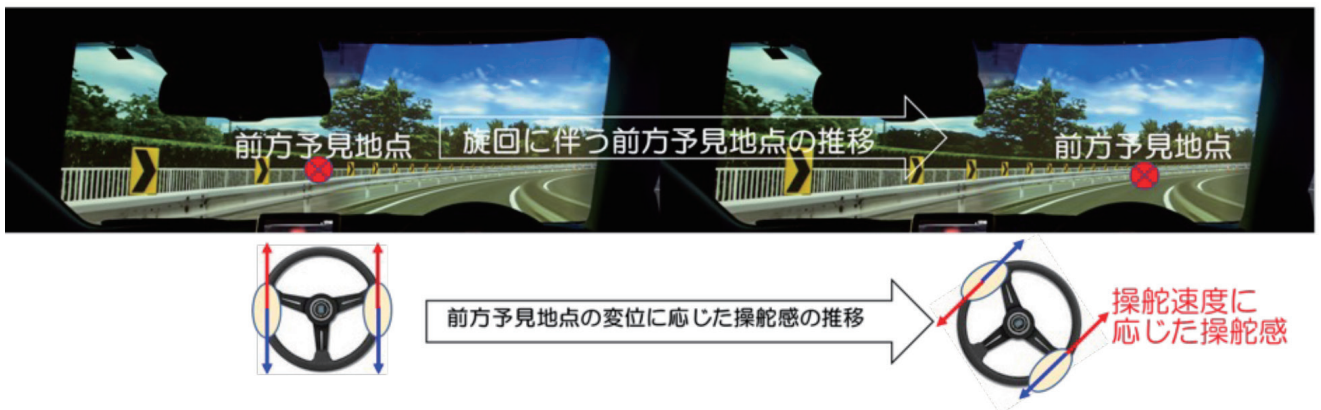 前方予見地点
旋回に伴う前方予見地点の推移
前方予見地点
前方予見地点の変位に応じた操舵感の推移
操舵速度に
応じた操舵感